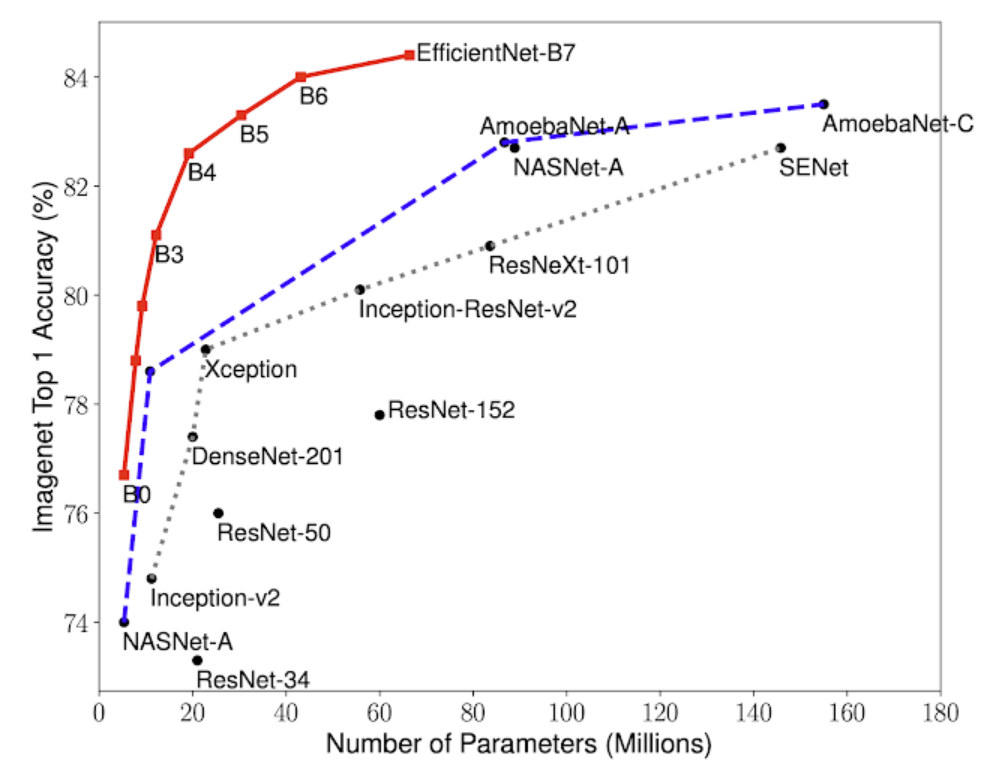 EfficientNet-B7
84
B6
AmoebaNet-A
AmoebaNet-C
B5
NASNet-A
SENet
B4
82
B3
ResNeXt-101
80
Inception-ResNet-v2
Xception
78
ResNet-152
DenseNet-201
B0
76
ResNet-50
Inception-v2
74
NASNet-A
ResNet-34
0 20 40 60 80 100 120 140 160 180
Number of Parameters (Millions)
Imagenet Top 1 Accuracy (%)